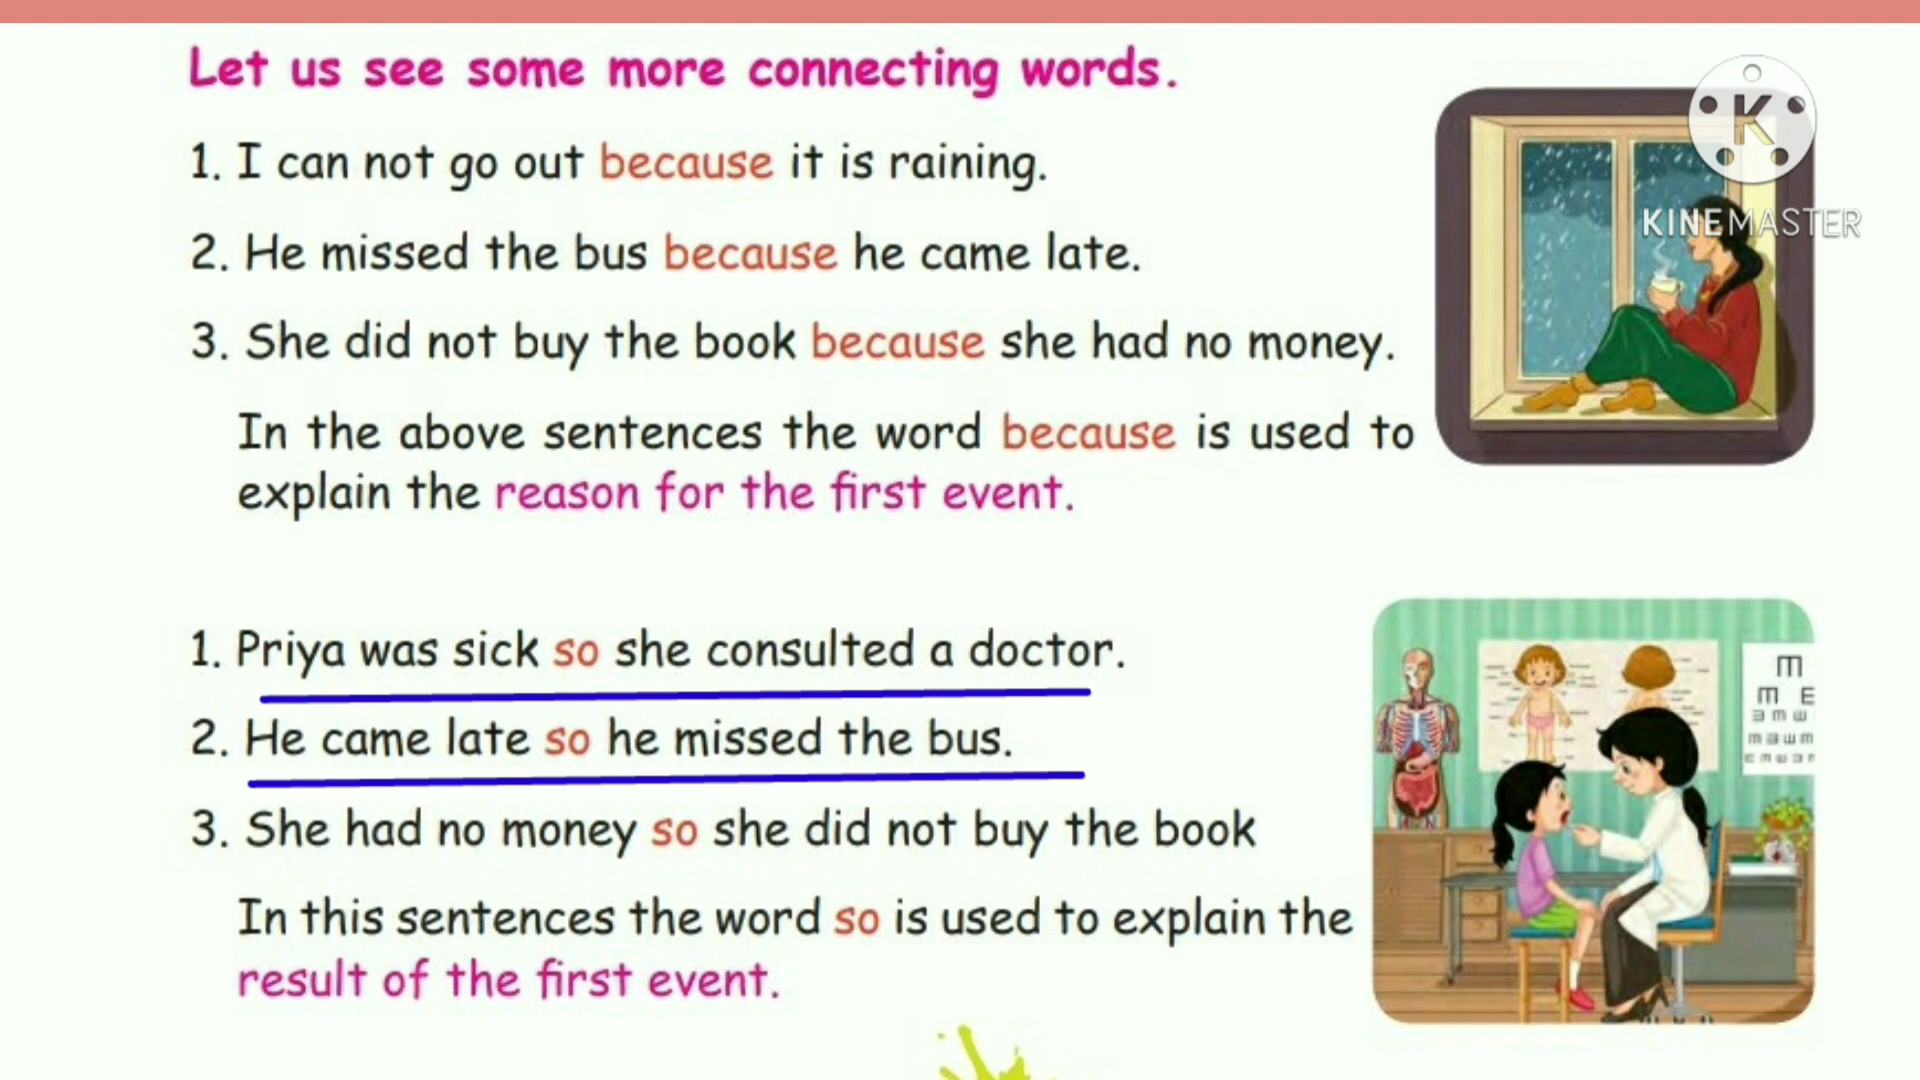 Let us see some more connecting words.
1. I can not go out because it is raining.
2. He missed the bus because he came late.
3. She did not buy the book because she had no money.
In the above sentences the word because is used to
explain the reason for the first event.
1. Priya was sick so she consulted a doctor.
2. He came late so he missed the bus.
3. She had no money so she did not buy the book
In this sentences the word so is used to explain the
result of the first event.
K
KINEMASTER